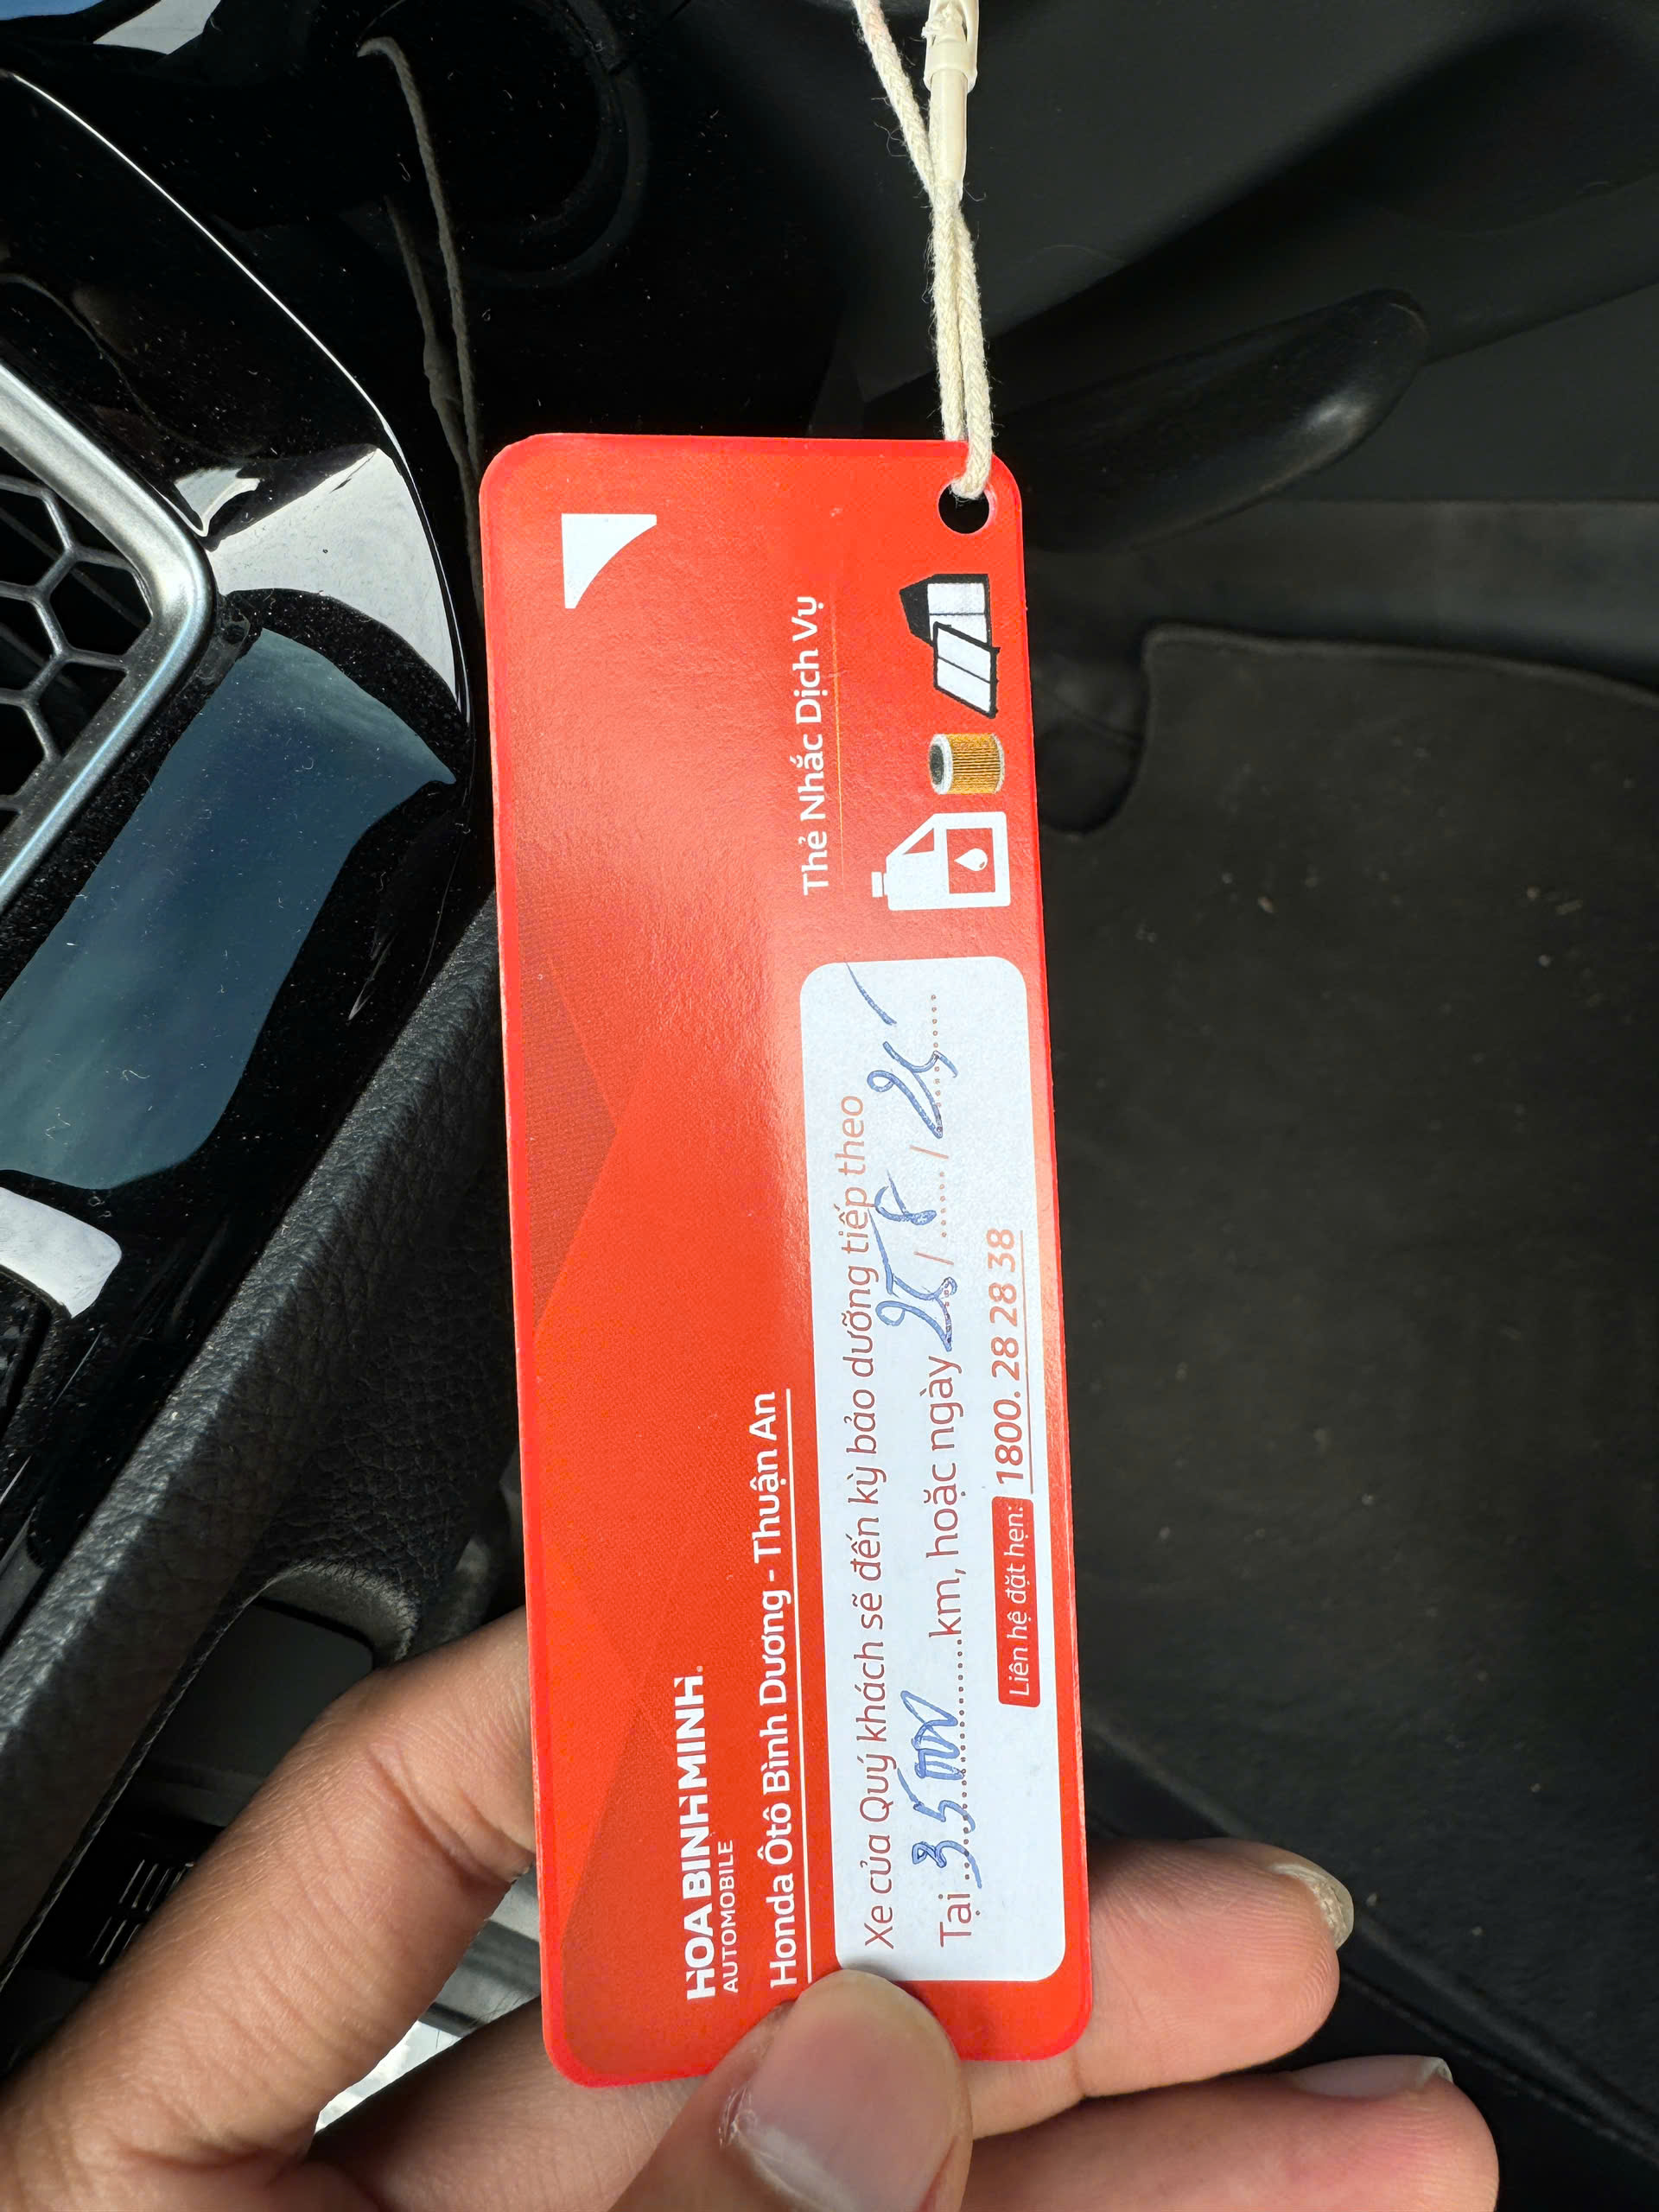 HOA BINH MINH®
AUTOMOBILE
Honda Ôtô Bình Dương - Thuận An
Thẻ Nhắc Dịch Vụ
Xe của Quý khách sẽ đến kỳ bảo dưỡng tiếp theo
Tại 35000 km, hoặc ngày 25 / 8 / 25
Liên hệ đặt hẹn: 1800. 28 28 38